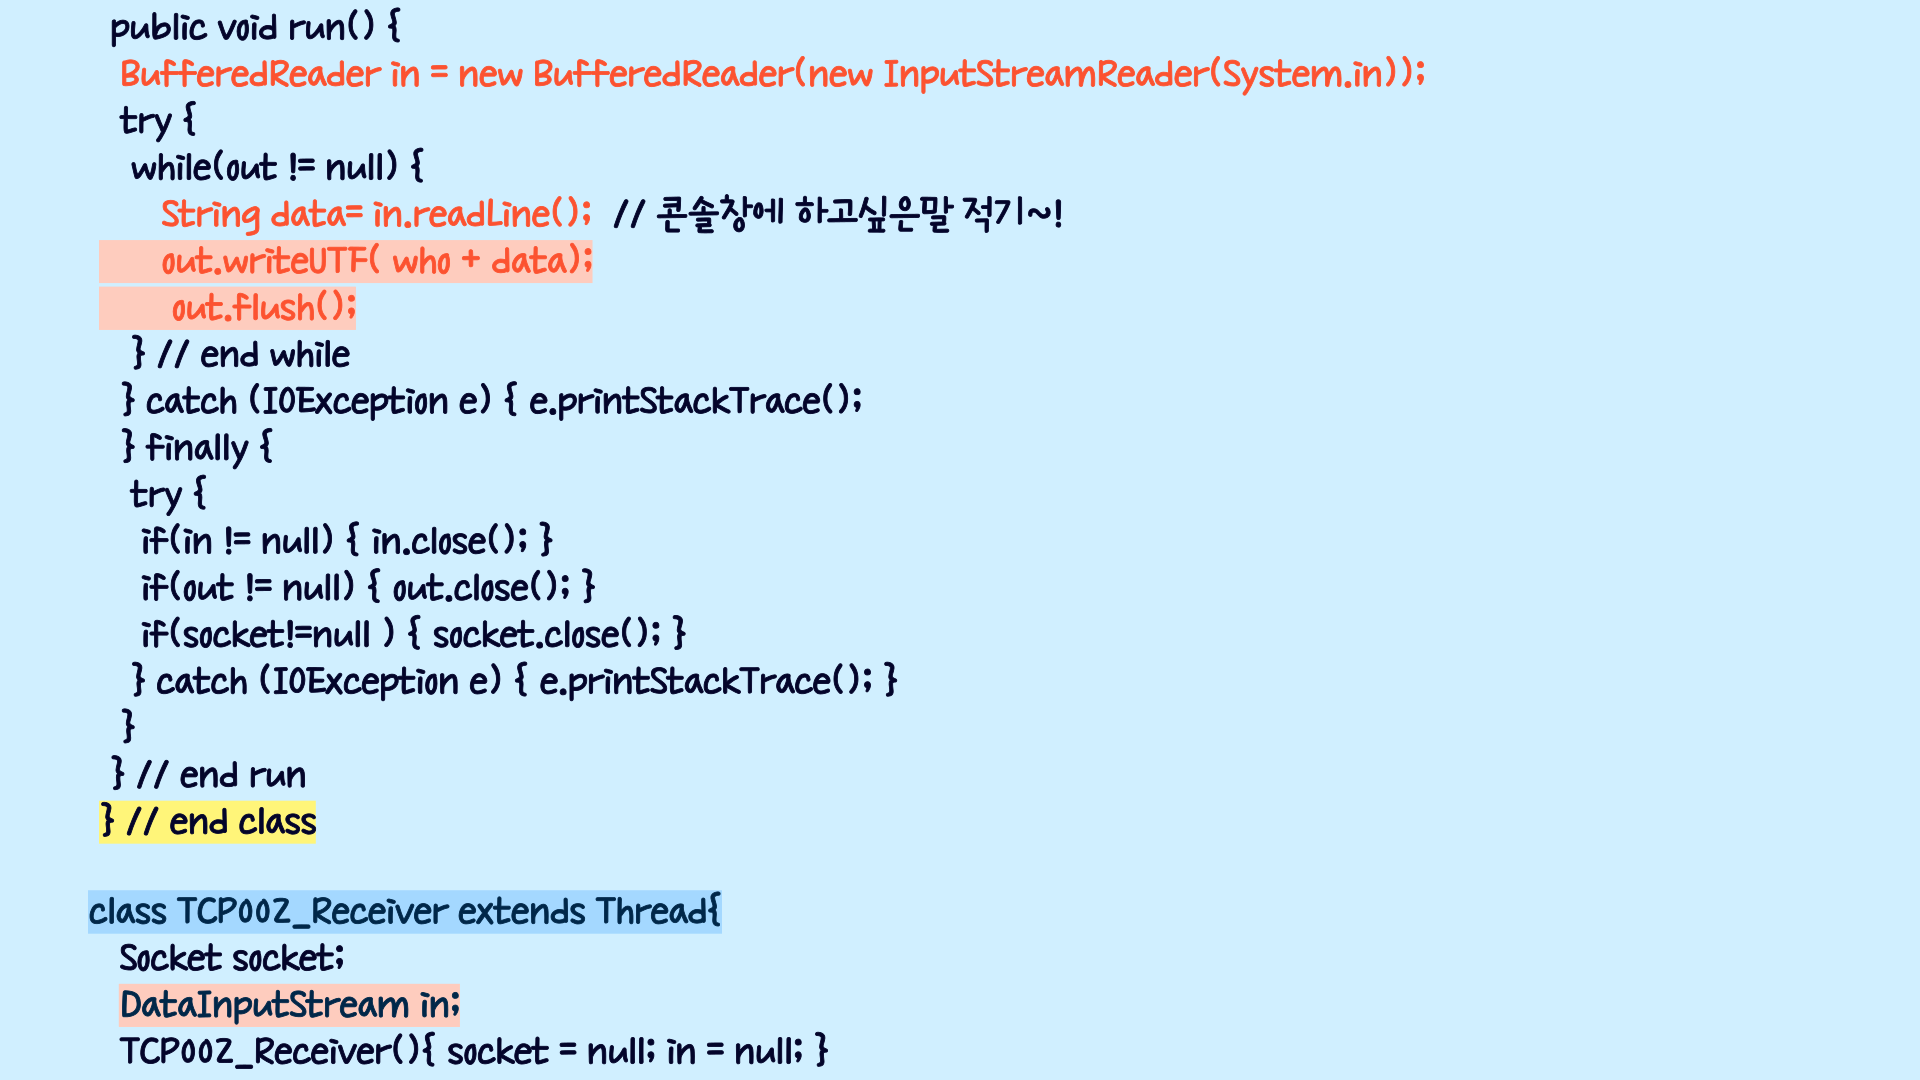 public void run() {
BufferedReader in = new BufferedReader(new InputStreamReader(System.in));
try {
while(out != null) {
String data= in.readLine(); // 콘솔창에 하고싶은말 적기~!
out.writeUTF( who + data);
out.flush();
} // end while
} catch (IOException e) { e.printStackTrace();
} finally {
try {
if(in != null) { in.close(); }
if(out != null) { out.close(); }
if(socket!=null ) { socket.close(); }
} catch (IOException e) { e.printStackTrace(); }
}
} // end run
} // end class
class TCP002_Receiver extends Thread{
Socket socket;
DataInputStream in;
TCP002_Receiver(){ socket = null; in = null; }